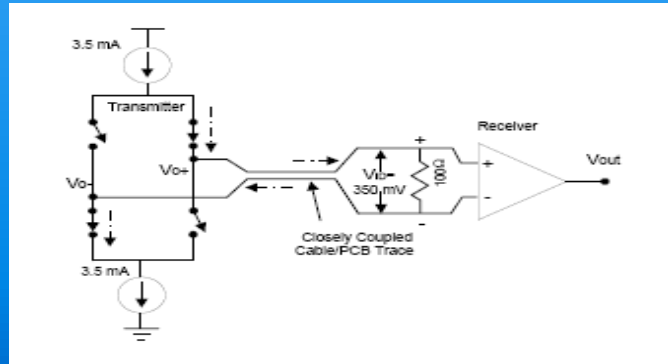 3.5 mA
Transmitter
Vo+
Vo-
+
VID=
350 mV
100Ω
-
Closely Coupled
Cable/PCB Trace
Receiver
+
-
Vout
3.5 mA